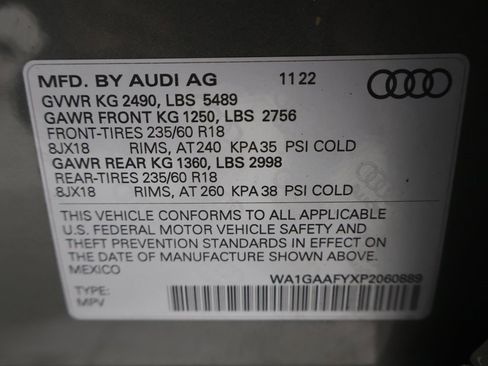 MFD. BY AUDI AG 11 22
GVWR KG 2490, LBS 5489
GAWR FRONT KG 1250, LBS 2756
FRONT-TIRES 235/60 R18
8JX18 RIMS, AT 240 KPA 35 PSI COLD
GAWR REAR KG 1360, LBS 2998
REAR-TIRES 235/60 R18
8JX18 RIMS, AT 260 KPA 38 PSI COLD
THIS VEHICLE CONFORMS TO ALL APPLICABLE
U.S. FEDERAL MOTOR VEHICLE SAFETY AND
THEFT PREVENTION STANDARDS IN EFFECT ON
THE DATE OF MANUFACTURE SHOWN ABOVE.
MEXICO
WA1GAAFYXP2060889
TYPE:
MPV